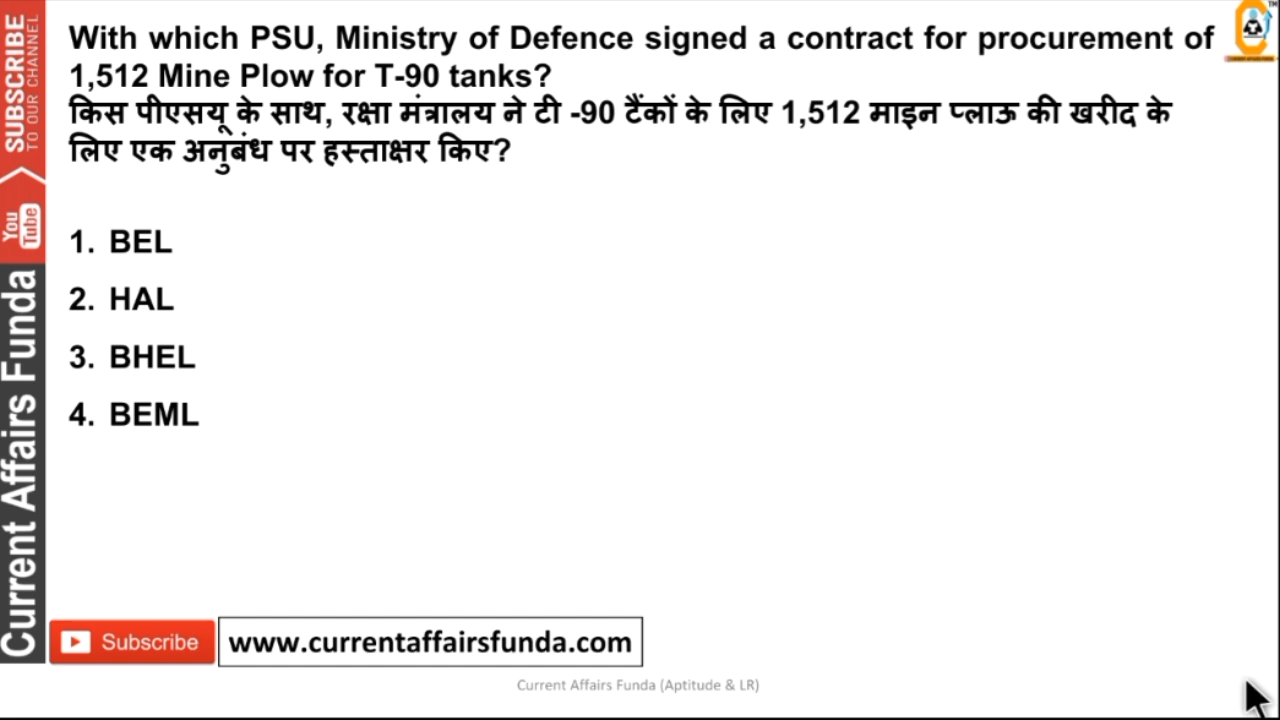 With which PSU, Ministry of Defence signed a contract for procurement of
1,512 Mine Plow for T-90 tanks?
किस पीएसयू के साथ, रक्षा मंत्रालय ने टी -90 टैंकों के लिए 1,512 माइन प्लाऊ की खरीद के
लिए एक अनुबंध पर हस्ताक्षर किए?
1. BEL
2. HAL
3. BHEL
4. BEML
SUBSCRIBE
TO OUR CHANNEL
You
Tube
Current Affairs Funda
Subscribe
www.currentaffairsfunda.com
Current Affairs Funda (Aptitude & LR)